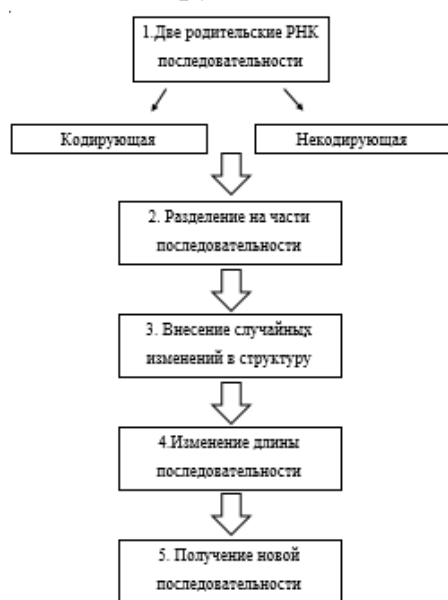 1.Две родительские РНК
последовательности
Кодирующая
Некодирующая
2. Разделение на части
последовательности
3. Внесение случайных
изменений в структуру
4.Изменение длины
последовательности
5. Получение новой
последовательности